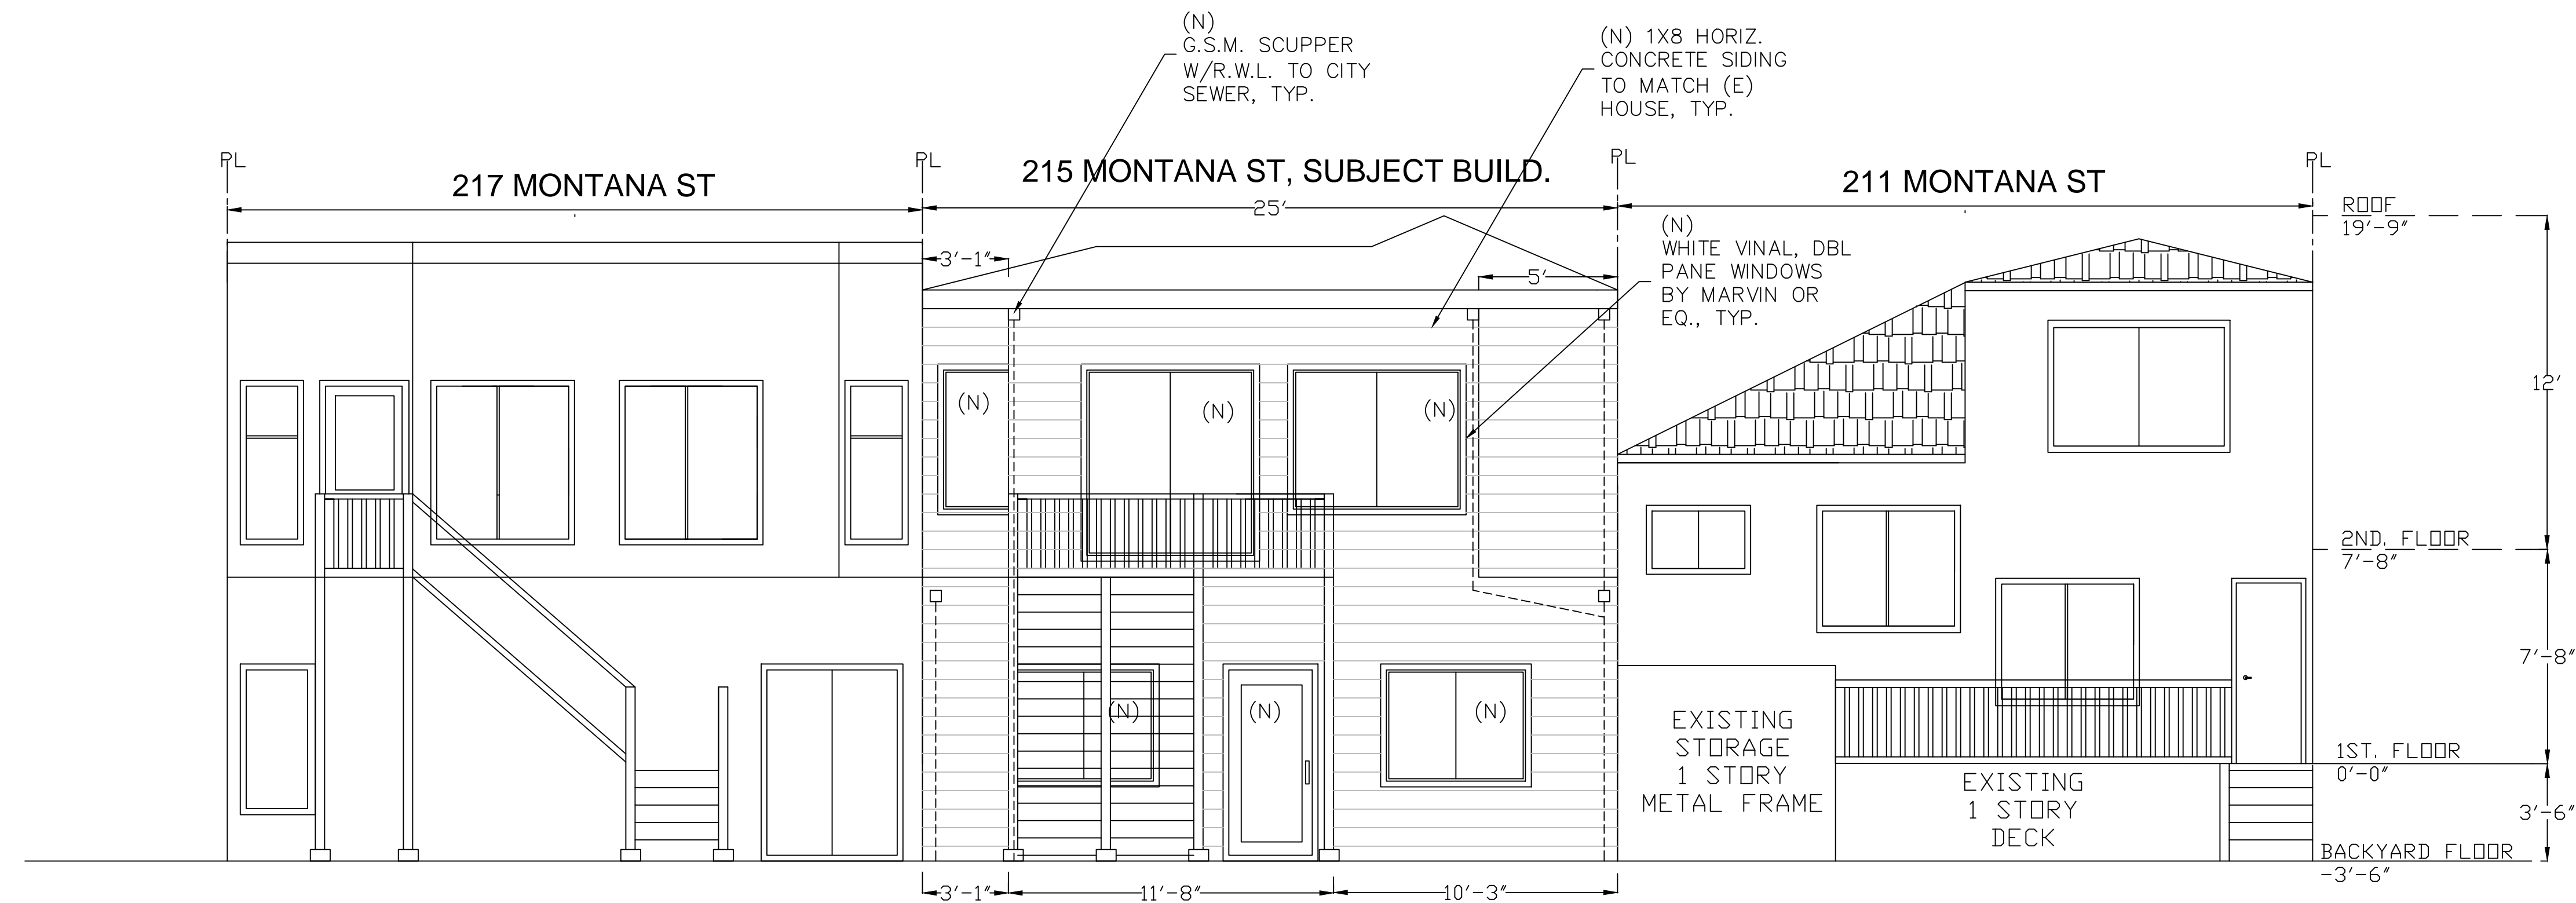 (N)
G.S.M. SCUPPER
W/R.W.L. TO CITY
SEWER, TYP.
(N) 1X8 HORIZ.
CONCRETE SIDING
TO MATCH (E)
HOUSE, TYP.
PL
PL
PL
PL
217 MONTANA ST
215 MONTANA ST, SUBJECT BUILD.
211 MONTANA ST
25'
ROOF
19'-9"
(N)
WHITE VINAL, DBL
PANE WINDOWS
BY MARVIN OR
EQ., TYP.
3'-1"
5'
12'
(N)
(N)
(N)
2ND. FLOOR
7'-8"
7'-8"
(N)
(N)
(N)
EXISTING
STORAGE
1 STORY
METAL FRAME
EXISTING
1 STORY
DECK
1ST. FLOOR
0'-0"
3'-6"
BACKYARD FLOOR
-3'-6"
3'-1"
11'-8"
10'-3"